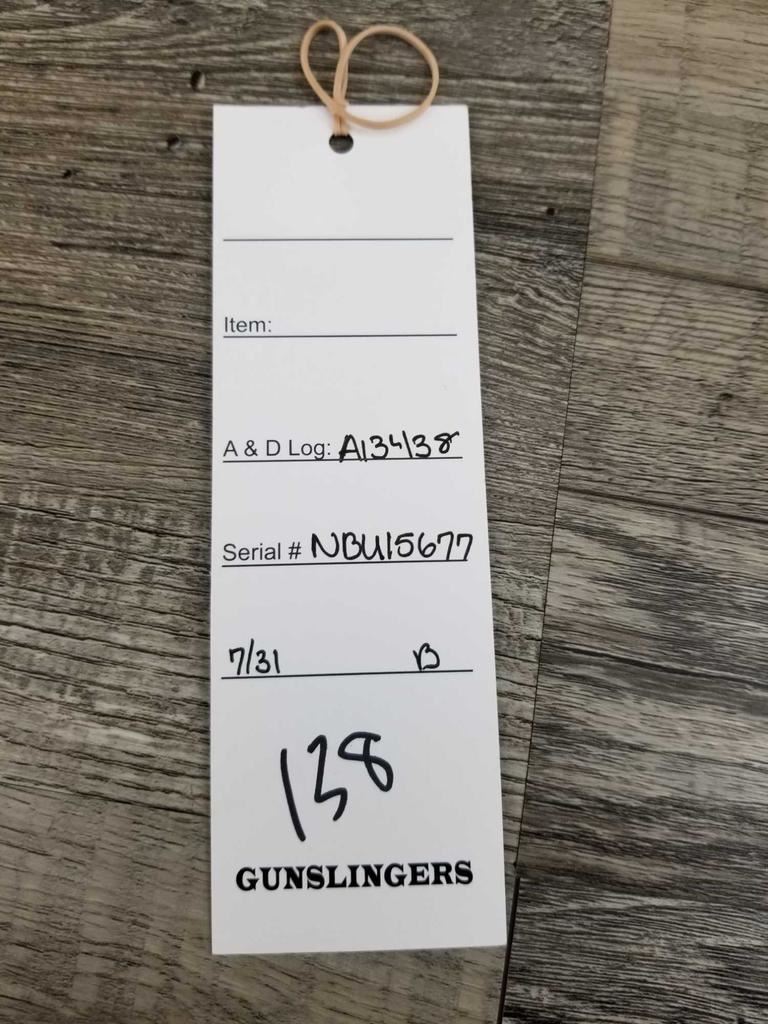 Item:
A & D Log: A134138
Serial # NBU15677
7/31 B
138
GUNSLINGERS